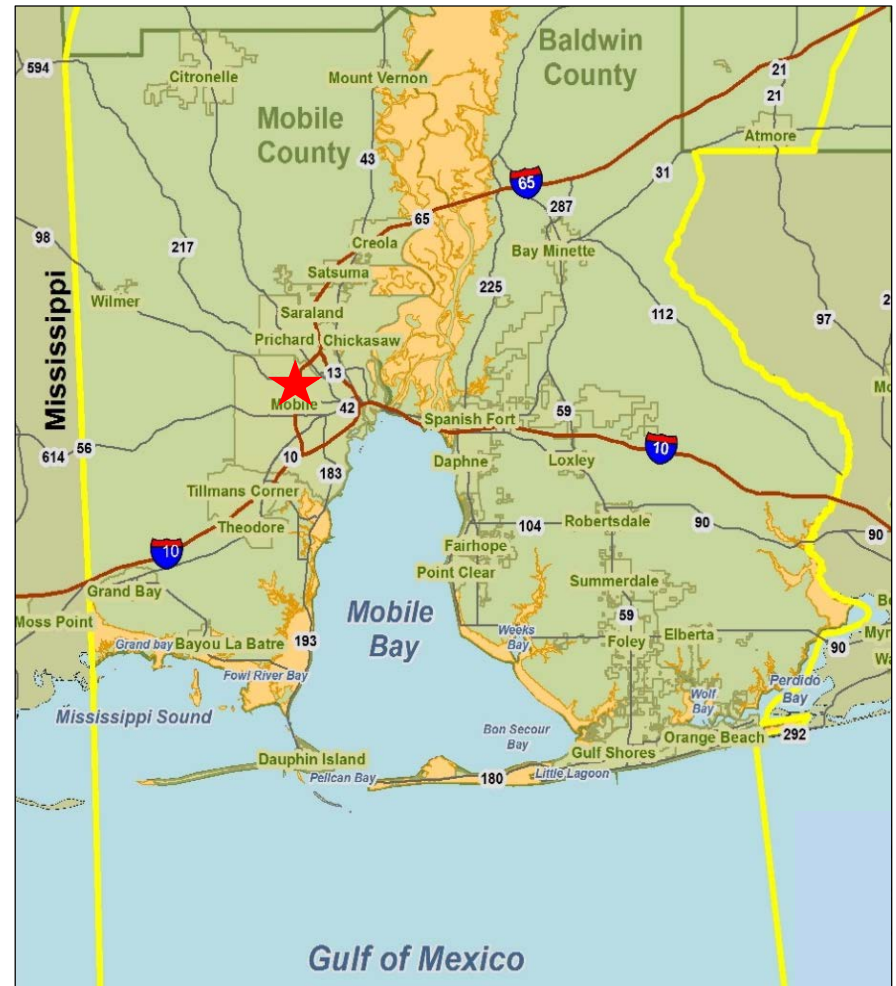 594
Citronelle
Mount Vernon
Baldwin
County
21
21
Atmore
Mobile
County
43
31
65
287
65
98
217
Creola
Bay Minette
Satsuma
225
Wilmer
Saraland
112
97
Prichard
Chickasaw
13
Mississippi
Mobile
42
Spanish Fort
59
614
56
10
183
Daphne
Loxley
10
Tillmans Corner
Theodore
104
Robertsdale
90
90
10
Fairhope
Point Clear
Summerdale
Grand Bay
Moss Point
Mobile
Bay
59
Weeks
Bay
Foley
Elberta
Grand bay
Bayou La Batre
193
90
Fowl River Bay
Perdido
Bay
Wolf
Bay
Mississippi Sound
Bon Secour
Bay
Orange Beach
292
Dauphin Island
Gulf Shores
Pelican Bay
180
Little Lagoon
Gulf of Mexico